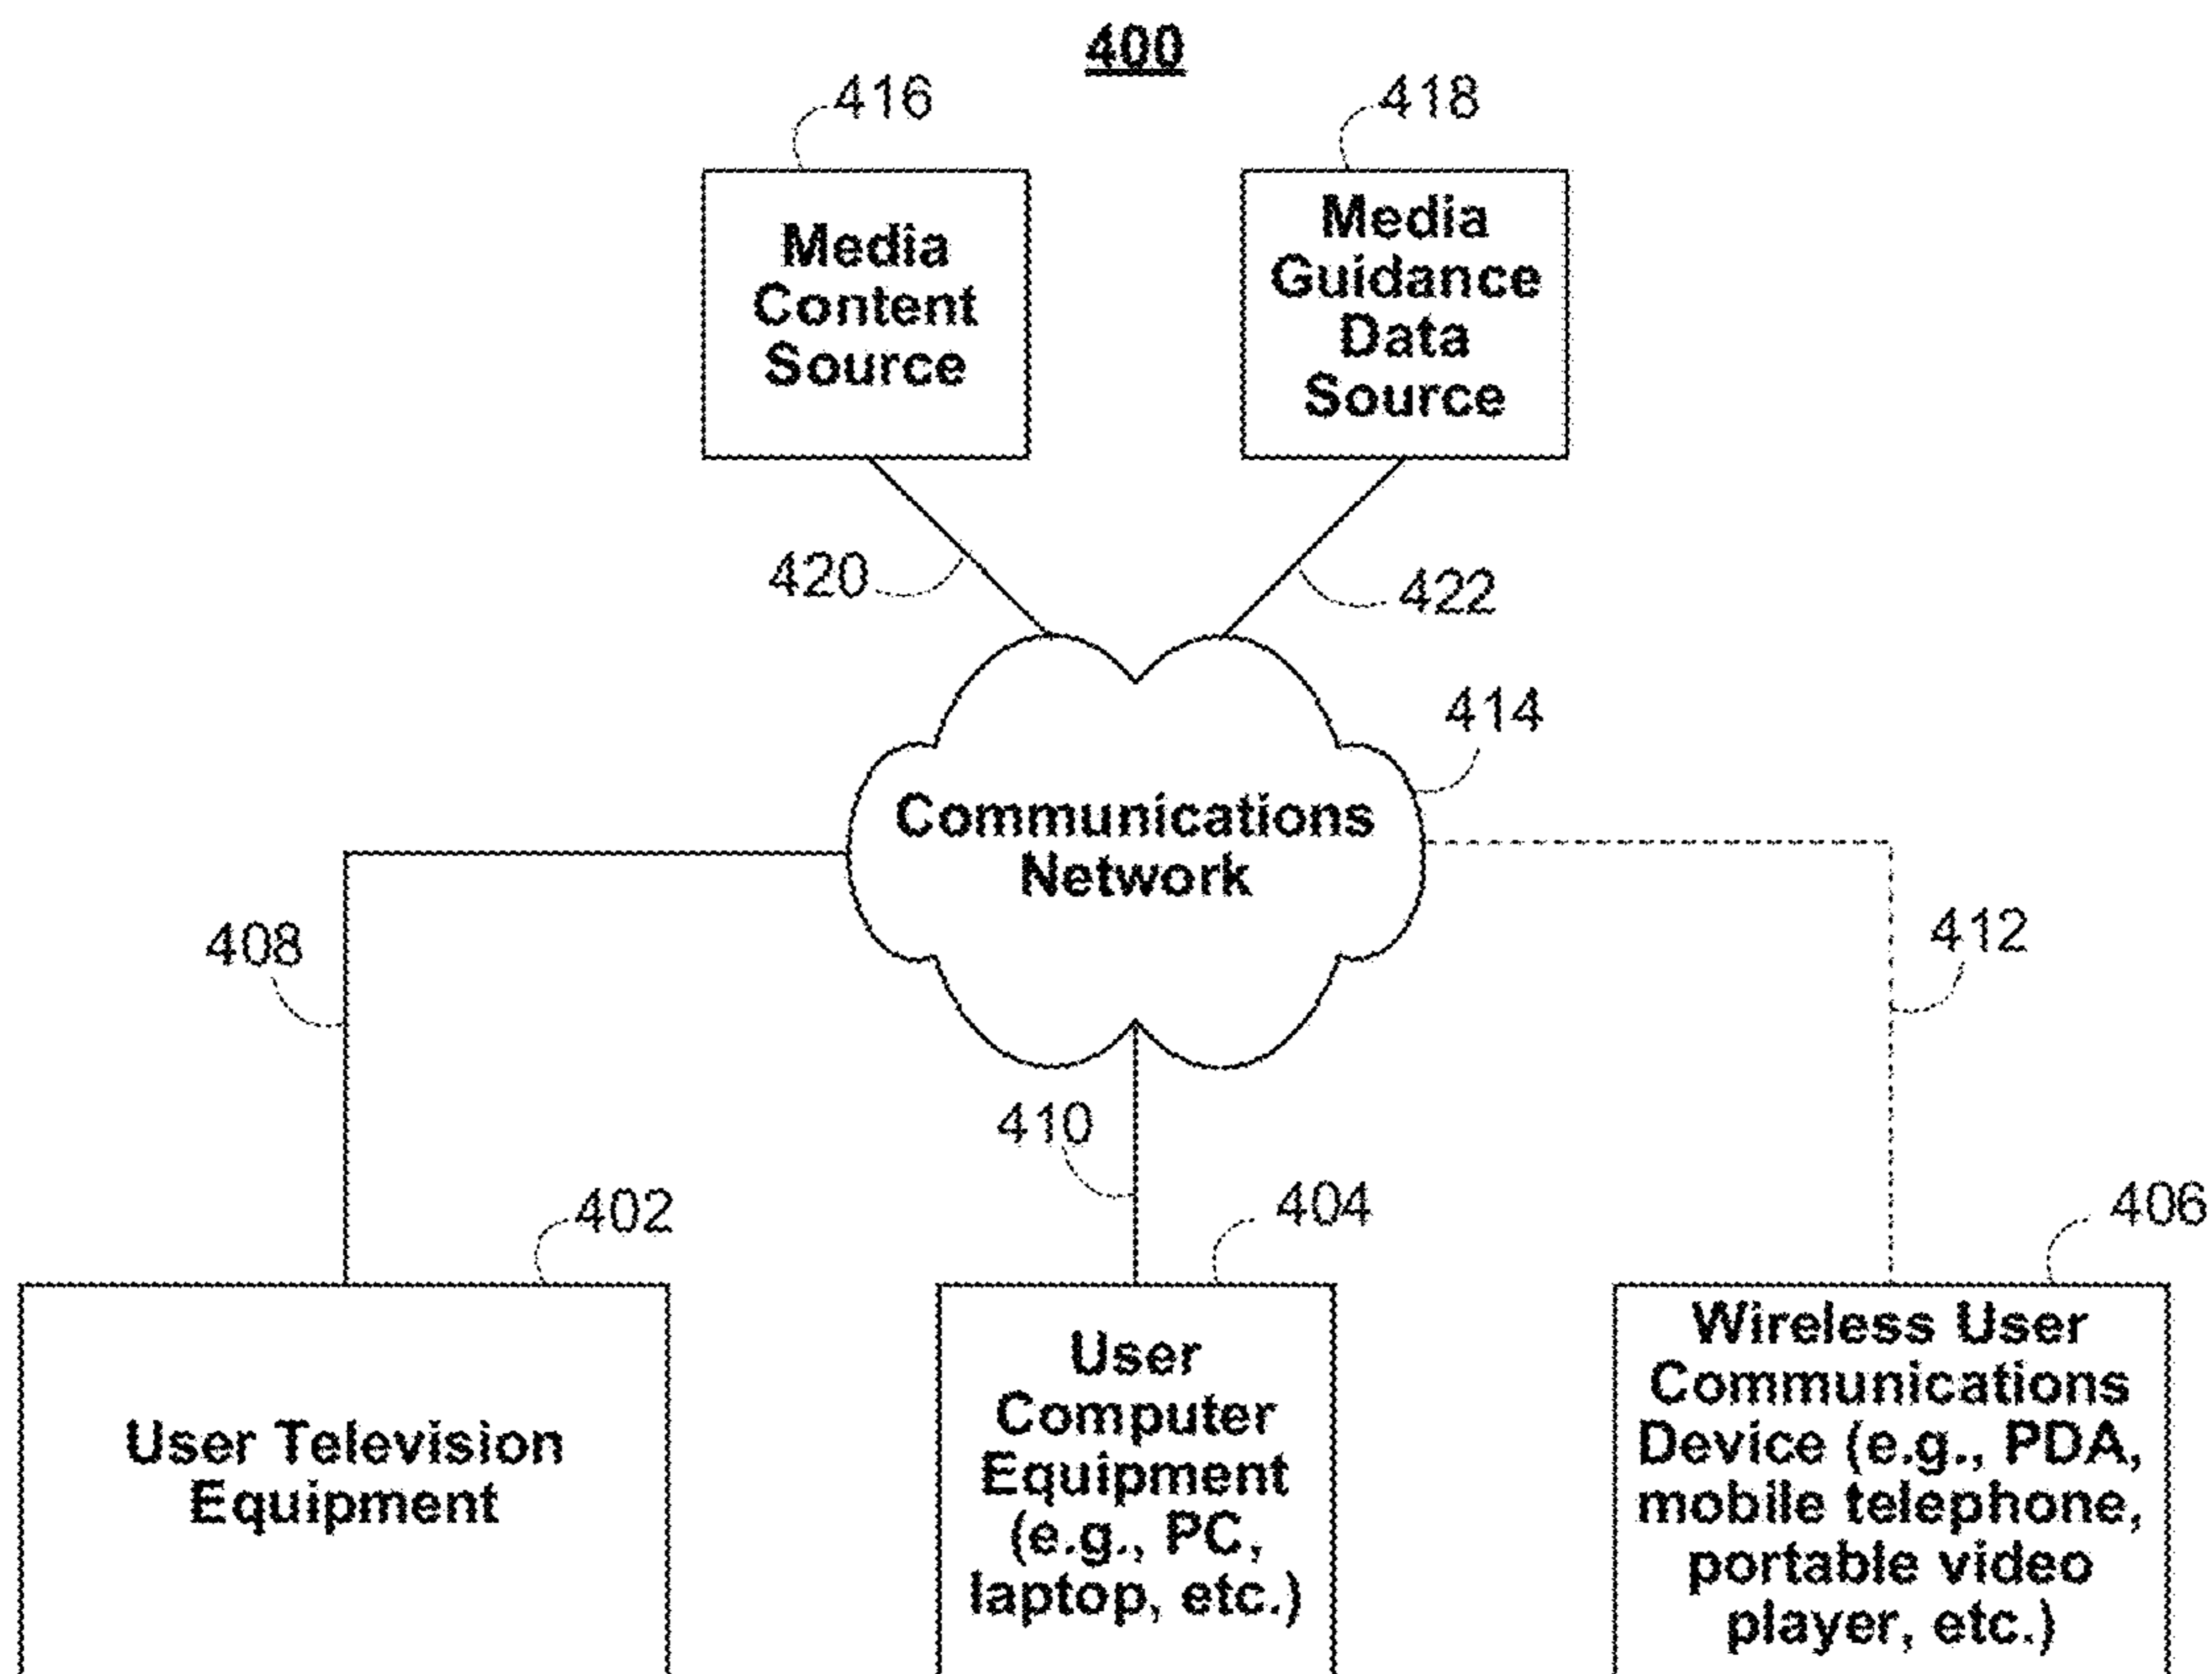 400
416
418
Media
Content
Source
Media
Guidance
Data
Source
420
422
414
Communications
Network
408
412
410
402
404
406
User Television
Equipment
User
Computer
Equipment
(e.g., PC,
laptop, etc.)
Wireless User
Communications
Device (e.g., PDA,
mobile telephone,
portable video
player, etc.)